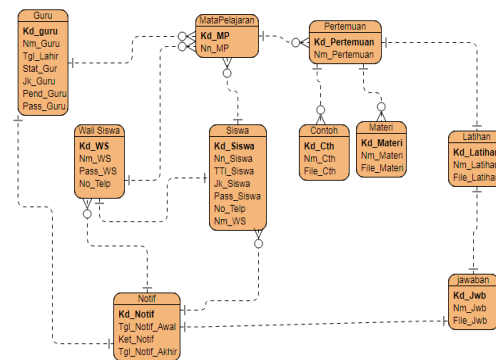 Guru
Kd_guru
Nm_Guru
Tgl_Lahir
Stat_Gur
Jk_Guru
Pend_Guru
Pass_Guru
MataPelajaran
Kd_MP
Nn_MP
Pertemuan
Kd_Pertemuan
Nm_Pertemuan
Wali Siswa
Kd_WS
Nm_WS
Pass_WS
No_Telp
Siswa
Kd_Siswa
Nn_Siswa
TTl_Siswa
Jk_Siswa
Pass_Siswa
No_Telp
Nm_WS
Contoh
Kd_Cth
Nm_Cth
File_Cth
Materi
Kd_Materi
Nm_Materi
File_Materi
Latihan
Kd_Latihan
Nm_Latihan
File_Latihan
Notif
Kd_Notif
Tgl_Notif_Awal
Ket_Notif
Tgl_Notif_Akhir
jawaban
Kd_Jwb
Nm_Jwb
File_Jwb